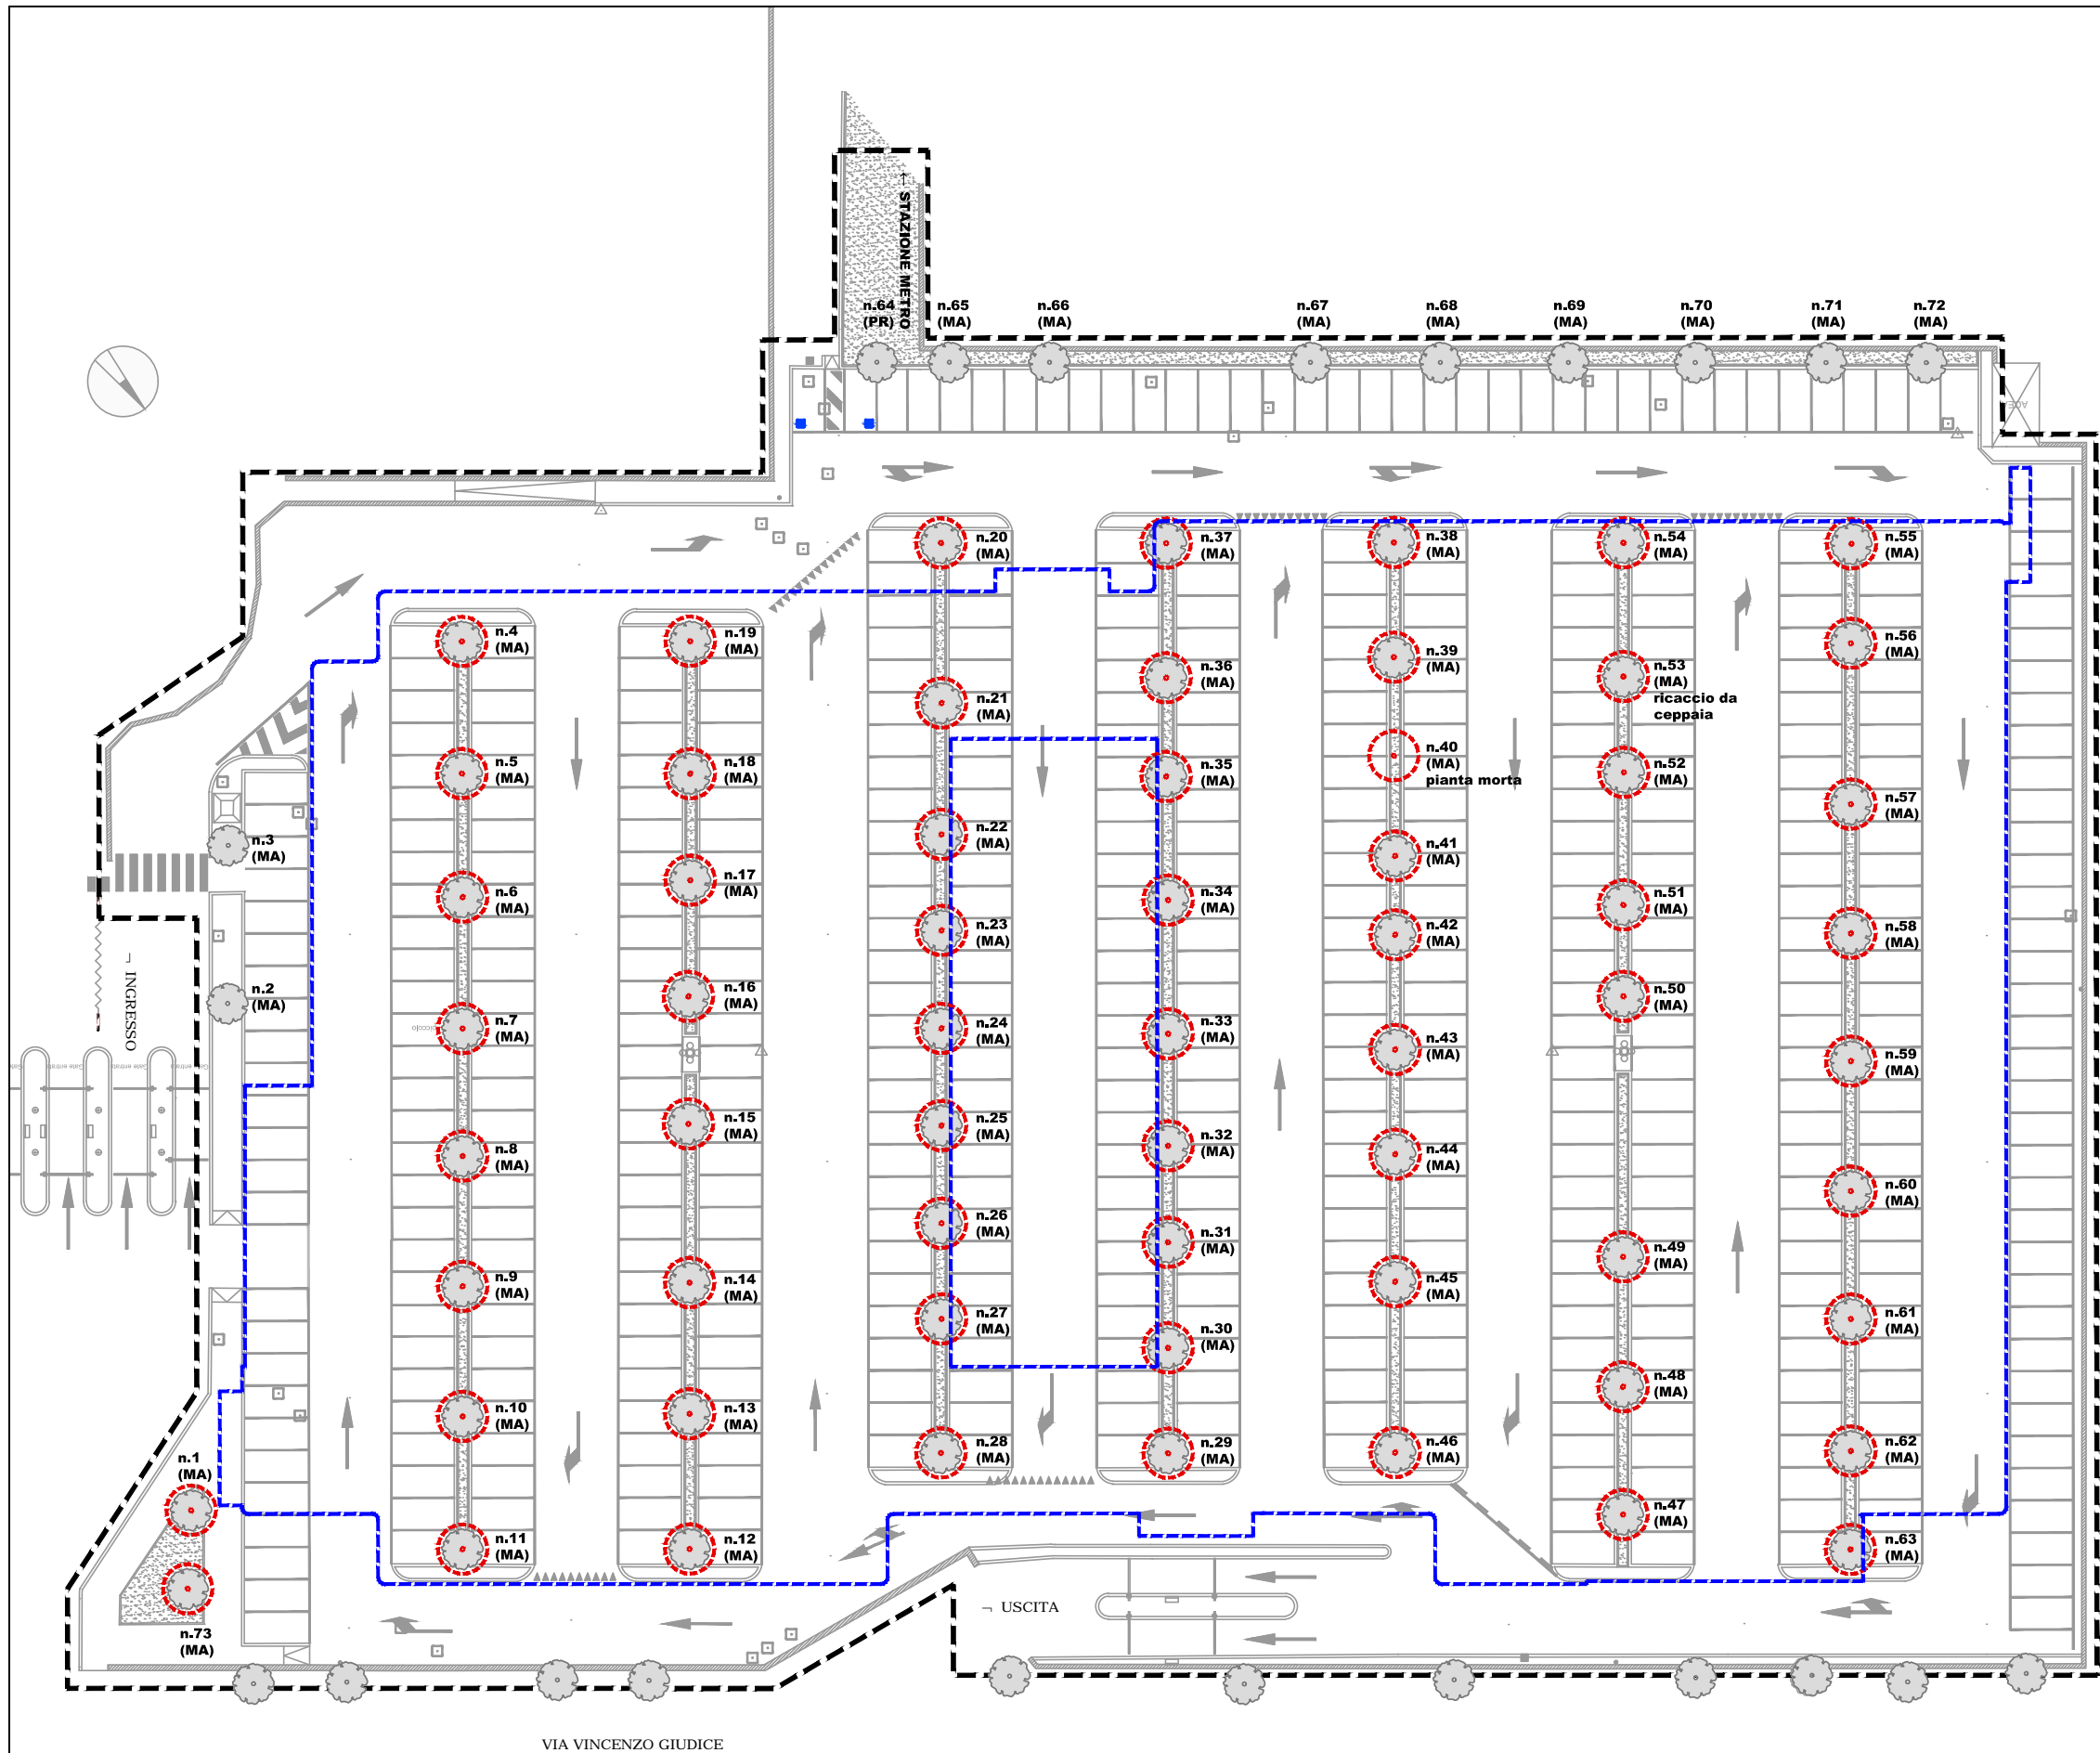 ← STAZIONE METRO
n.64
(PR)
n.65
(MA)
n.66
(MA)
n.67
(MA)
n.68
(MA)
n.69
(MA)
n.70
(MA)
n.71
(MA)
n.72
(MA)
n.20
(MA)
n.37
(MA)
n.38
(MA)
n.54
(MA)
n.55
(MA)
n.4
(MA)
n.19
(MA)
n.36
(MA)
n.39
(MA)
n.53
(MA)
ricaccio da
ceppaia
n.56
(MA)
n.21
(MA)
n.5
(MA)
n.18
(MA)
n.35
(MA)
n.40
(MA)
pianta morta
n.52
(MA)
n.57
(MA)
n.3
(MA)
n.22
(MA)
n.41
(MA)
n.6
(MA)
n.17
(MA)
n.34
(MA)
n.51
(MA)
n.23
(MA)
n.42
(MA)
n.58
(MA)
¬ INGRESSO
n.2
(MA)
n.16
(MA)
n.50
(MA)
n.7
(MA)
piccolo
n.24
(MA)
n.33
(MA)
n.43
(MA)
n.59
(MA)
Gate entrata
n.8
(MA)
n.15
(MA)
n.25
(MA)
n.32
(MA)
n.44
(MA)
n.60
(MA)
n.26
(MA)
n.31
(MA)
n.49
(MA)
n.9
(MA)
n.14
(MA)
n.27
(MA)
n.30
(MA)
n.45
(MA)
n.61
(MA)
n.10
(MA)
n.13
(MA)
n.48
(MA)
n.28
(MA)
n.29
(MA)
n.46
(MA)
n.62
(MA)
n.1
(MA)
n.47
(MA)
n.11
(MA)
n.12
(MA)
n.63
(MA)
n.73
(MA)
¬ USCITA
VIA VINCENZO GIUDICE